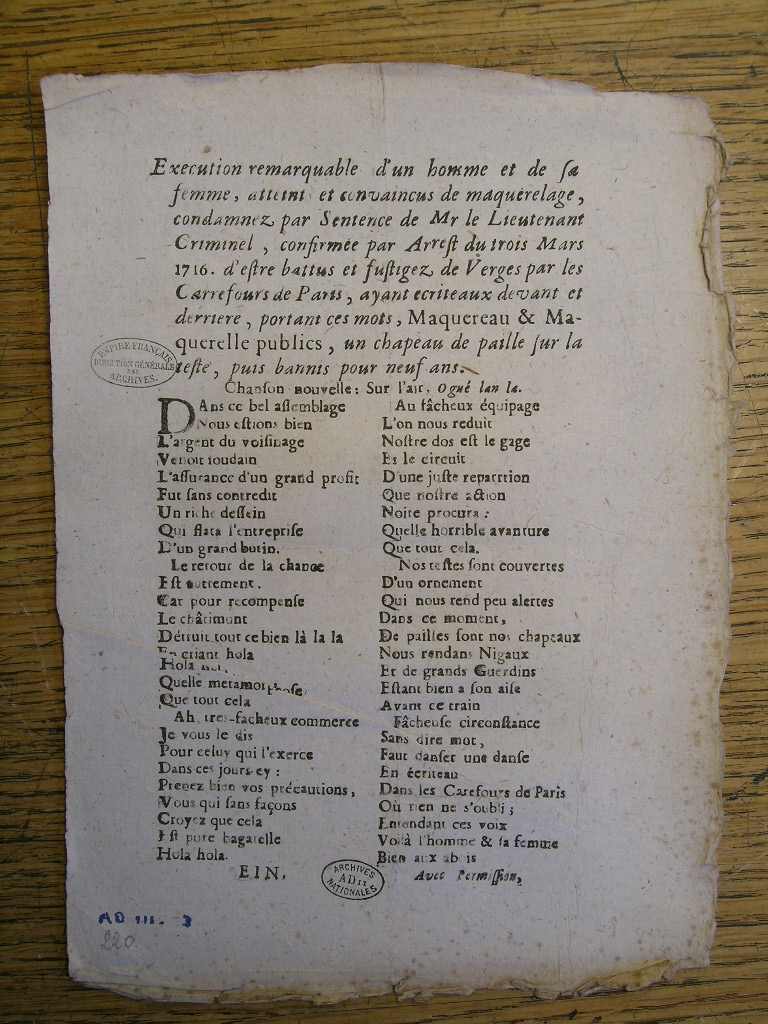 Execution remarquable d'un homme et de ſa
femme, atteint et convaincus de maquerelage,
condamnez par Sentence de Mr le Lieutenant
Criminel, confirmée par Arreſt du trois Mars
1716. d'eſtre battus et fuſtigez de Verges par les
Carrefours de Paris, ayant ecriteaux devant et
derriere, portant ces mots, Maquereau & Ma-
querelle publics, un chapeau de paille ſur la
teſte, puis bannis pour neuf ans.
EMPIRE FRANÇAIS
DIRECTION GÉNÉRALE
DES
ARCHIVES.
Chanſon nouvelle: Sur l'air, Ogué lan la.
DAns ce bel aſſemblage
Nous eſtions bien
L'argent du voiſinage
Venoit ſoudain
L'aſſurance d'un grand profit
Fut ſans contredit
Un riche deſſein
Qui flata l'entrepriſe
D'un grand butin.
Le retour de la chance
Eſt autrement.
Car pour recompenſe
Le châtimant
Détruit tout ce bien là la la
En criant hola
Hola
Quelle metamorphoſe,
Que tout cela
Ah, tres-facheux commerce
Je vous le dis
Pour celuy qui l'exerce
Dans ces jours-cy:
Prenez bien vos précautions,
Vous qui ſans façons
Croyez que cela
Eſt pure bagatelle
Hola hola.
EIN,
Au fâcheux équipage
L'on nous reduit
Noſtre dos eſt le gage
Es le circuit
D'une juſte repartition
Que noſtre action
Noite procura:
Quelle horrible avanture
Que tout cela.
Nos teſtes ſont couvertes
D'un ornement
Qui nous rend peu alertes
Dans ce moment,
De pailles ſont nos chapeaux
Nous rendans Nigaux
Et de grands Guerdins
Eſtant bien a ſon aiſe
Avant ce train
Fâcheuſe circonſtance
Sans dire mot,
Faut danſer une danſe
En écriteau
Dans les Carefours de Paris
Où rien ne s'oubli;
Entendant ces voix
Voilà l'homme & ſa femme
Bien aux abois
Avec Permiſſion,
ARCHIVES
AD II
NATIONALES
AD III. 3
220